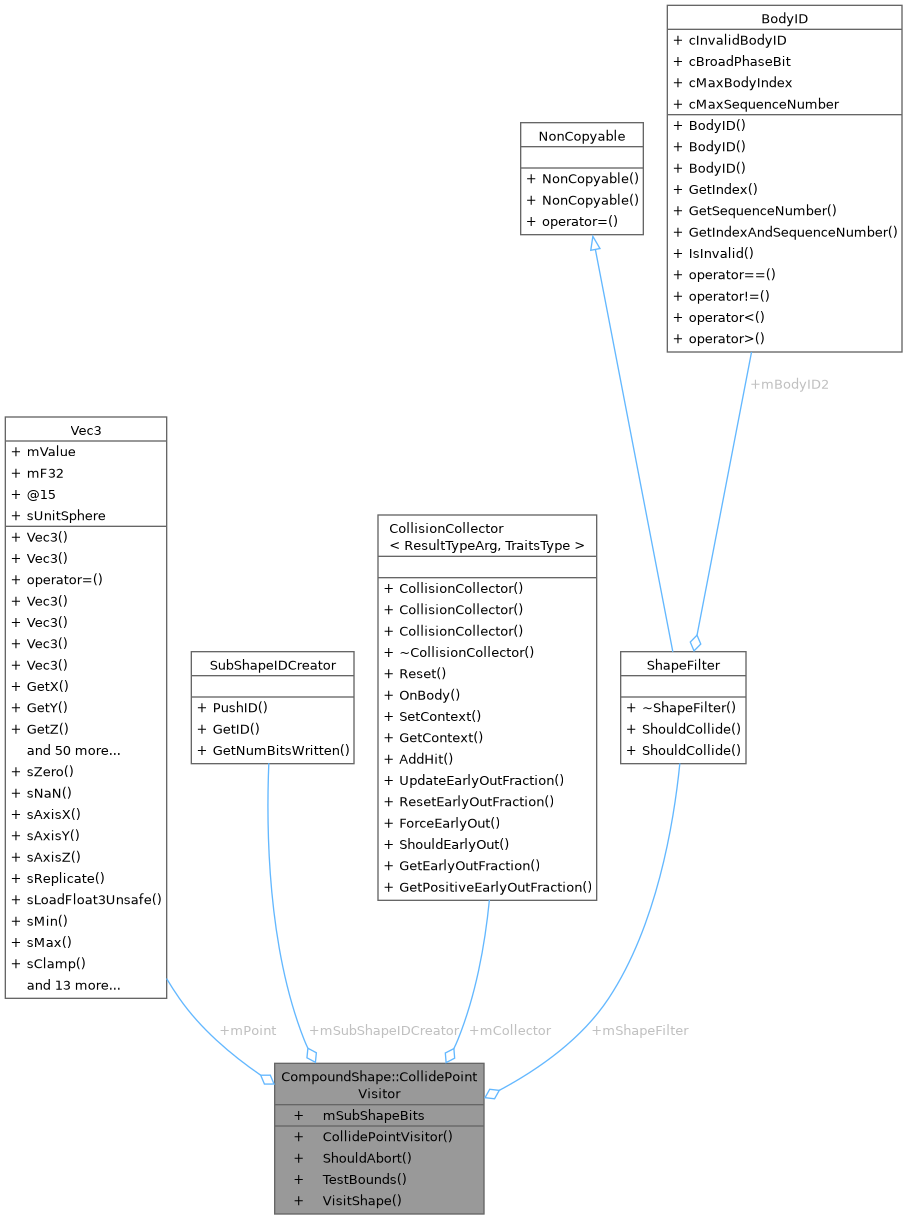 BodyID
+ cInvalidBodyID
+ cBroadPhaseBit
+ cMaxBodyIndex
+ cMaxSequenceNumber
+ BodyID()
+ BodyID()
+ BodyID()
+ GetIndex()
+ GetSequenceNumber()
+ GetIndexAndSequenceNumber()
+ IsInvalid()
+ operator==()
+ operator!=()
+ operator<()
+ operator>()
NonCopyable
+ NonCopyable()
+ NonCopyable()
+ operator=()
+mBodyID2
Vec3
+ mValue
+ mF32
+ @15
+ sUnitSphere
+ Vec3()
+ Vec3()
+ operator=()
+ Vec3()
+ Vec3()
+ Vec3()
+ Vec3()
+ GetX()
+ GetY()
+ GetZ()
and 50 more...
+ sZero()
+ sNaN()
+ sAxisX()
+ sAxisY()
+ sAxisZ()
+ sReplicate()
+ sLoadFloat3Unsafe()
+ sMin()
+ sMax()
+ sClamp()
and 13 more...
SubShapeIDCreator
+ PushID()
+ GetID()
+ GetNumBitsWritten()
CollisionCollector
< ResultTypeArg, TraitsType >
+ CollisionCollector()
+ CollisionCollector()
+ CollisionCollector()
+ ~CollisionCollector()
+ Reset()
+ OnBody()
+ SetContext()
+ GetContext()
+ AddHit()
+ UpdateEarlyOutFraction()
+ ResetEarlyOutFraction()
+ ForceEarlyOut()
+ ShouldEarlyOut()
+ GetEarlyOutFraction()
+ GetPositiveEarlyOutFraction()
ShapeFilter
+ ~ShapeFilter()
+ ShouldCollide()
+ ShouldCollide()
+mPoint
+mSubShapeIDCreator
+mCollector
+mShapeFilter
CompoundShape::CollidePoint
Visitor
+ mSubShapeBits
+ CollidePointVisitor()
+ ShouldAbort()
+ TestBounds()
+ VisitShape()